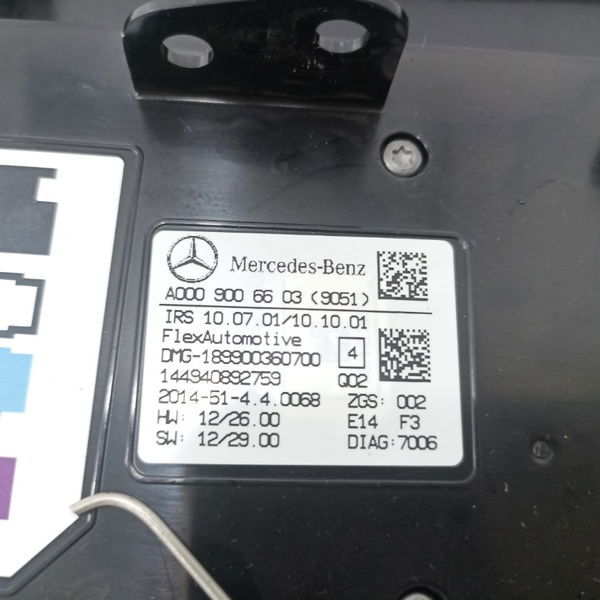 Mercedes-Benz
A000 900 66 03 (9051)
IRS 10.07.01/10.10.01
FlexAutomotive
DMG-189900360700
4
144940892759
Q02
2014-51-4.4.0068 ZGS: 002
HW: 12/26.00 E14 F3
SW: 12/29.00 DIAG:7006